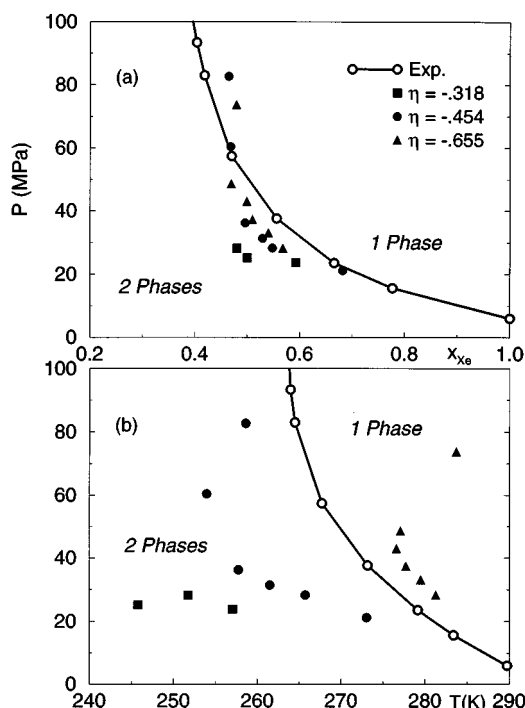 100
80
60
40
20
0
P (MPa)
(a)
Exp.
η = -.318
η = -.454
η = -.655
1 Phase
2 Phases
0.2
0.4
0.6
0.8
1.0
x_Xe
100
80
60
40
20
0
P (MPa)
(b)
1 Phase
2 Phases
240
250
260
270
280
290
T(K)